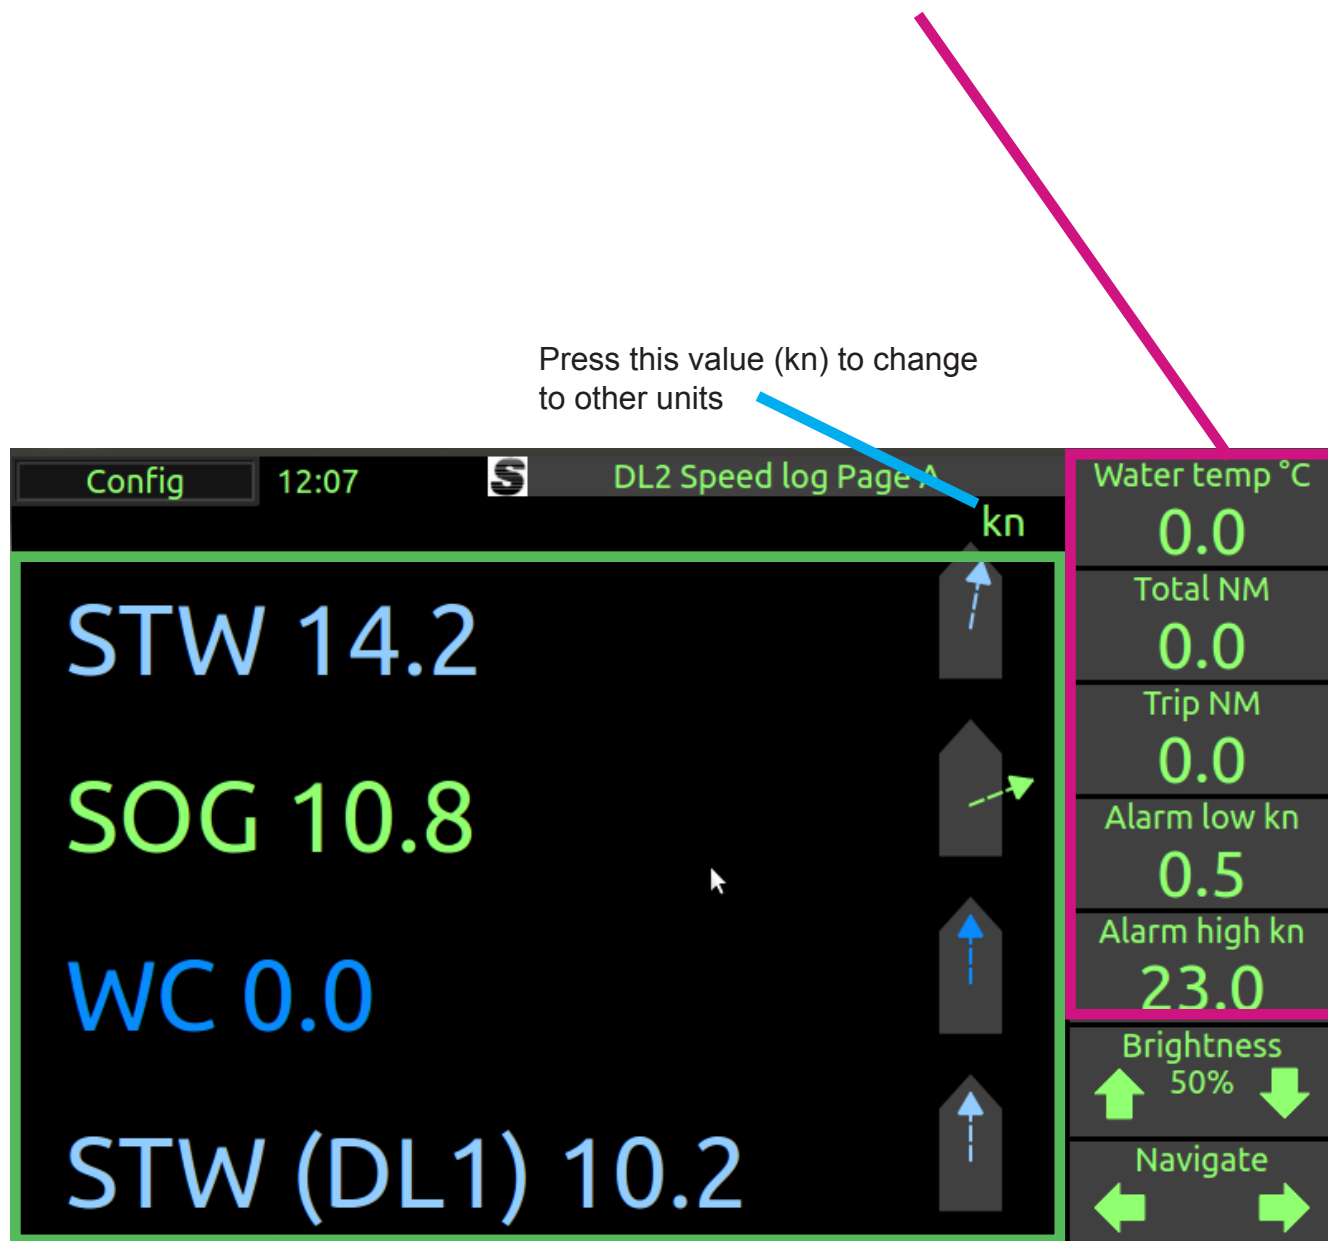 Press this value (kn) to change
to other units
Config
12:07
S
DL2 Speed log Page A
kn
STW 14.2
SOG 10.8
WC 0.0
STW (DL1) 10.2
Water temp °C
0.0
Total NM
0.0
Trip NM
0.0
Alarm low kn
0.5
Alarm high kn
23.0
Brightness
50%
Navigate